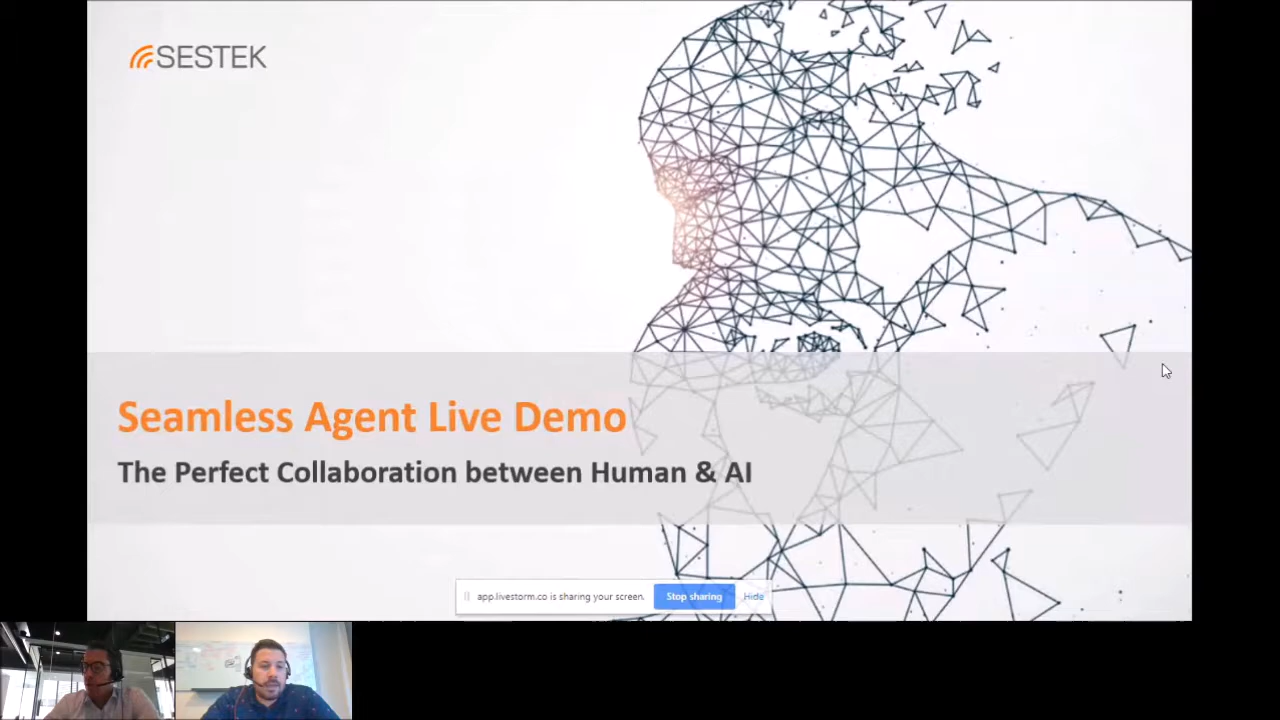 SESTEK
Seamless Agent Live Demo
The Perfect Collaboration between Human & AI
app.livestorm.co is sharing your screen. Stop sharing Hide